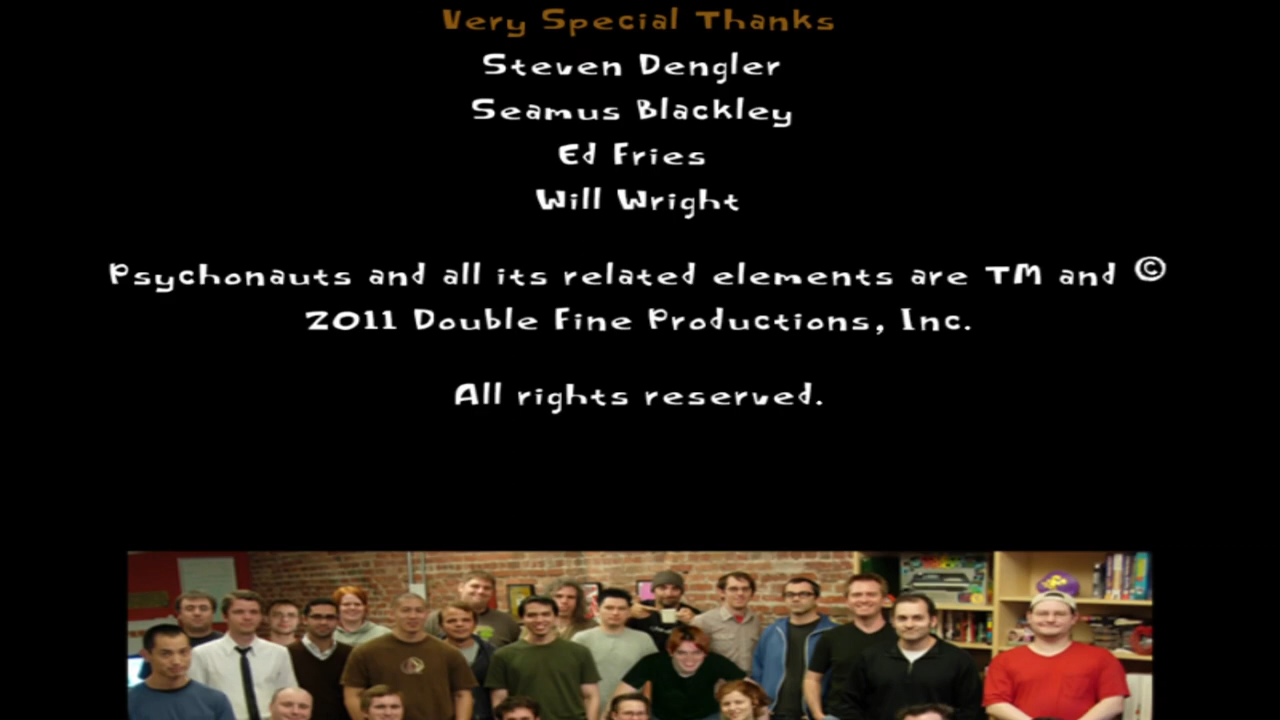 Very Special Thanks
Steven Dengler
Seamus Blackley
Ed Fries
Will Wright
Psychonauts and all its related elements are TM and ©
2011 Double Fine Productions, Inc.
All rights reserved.